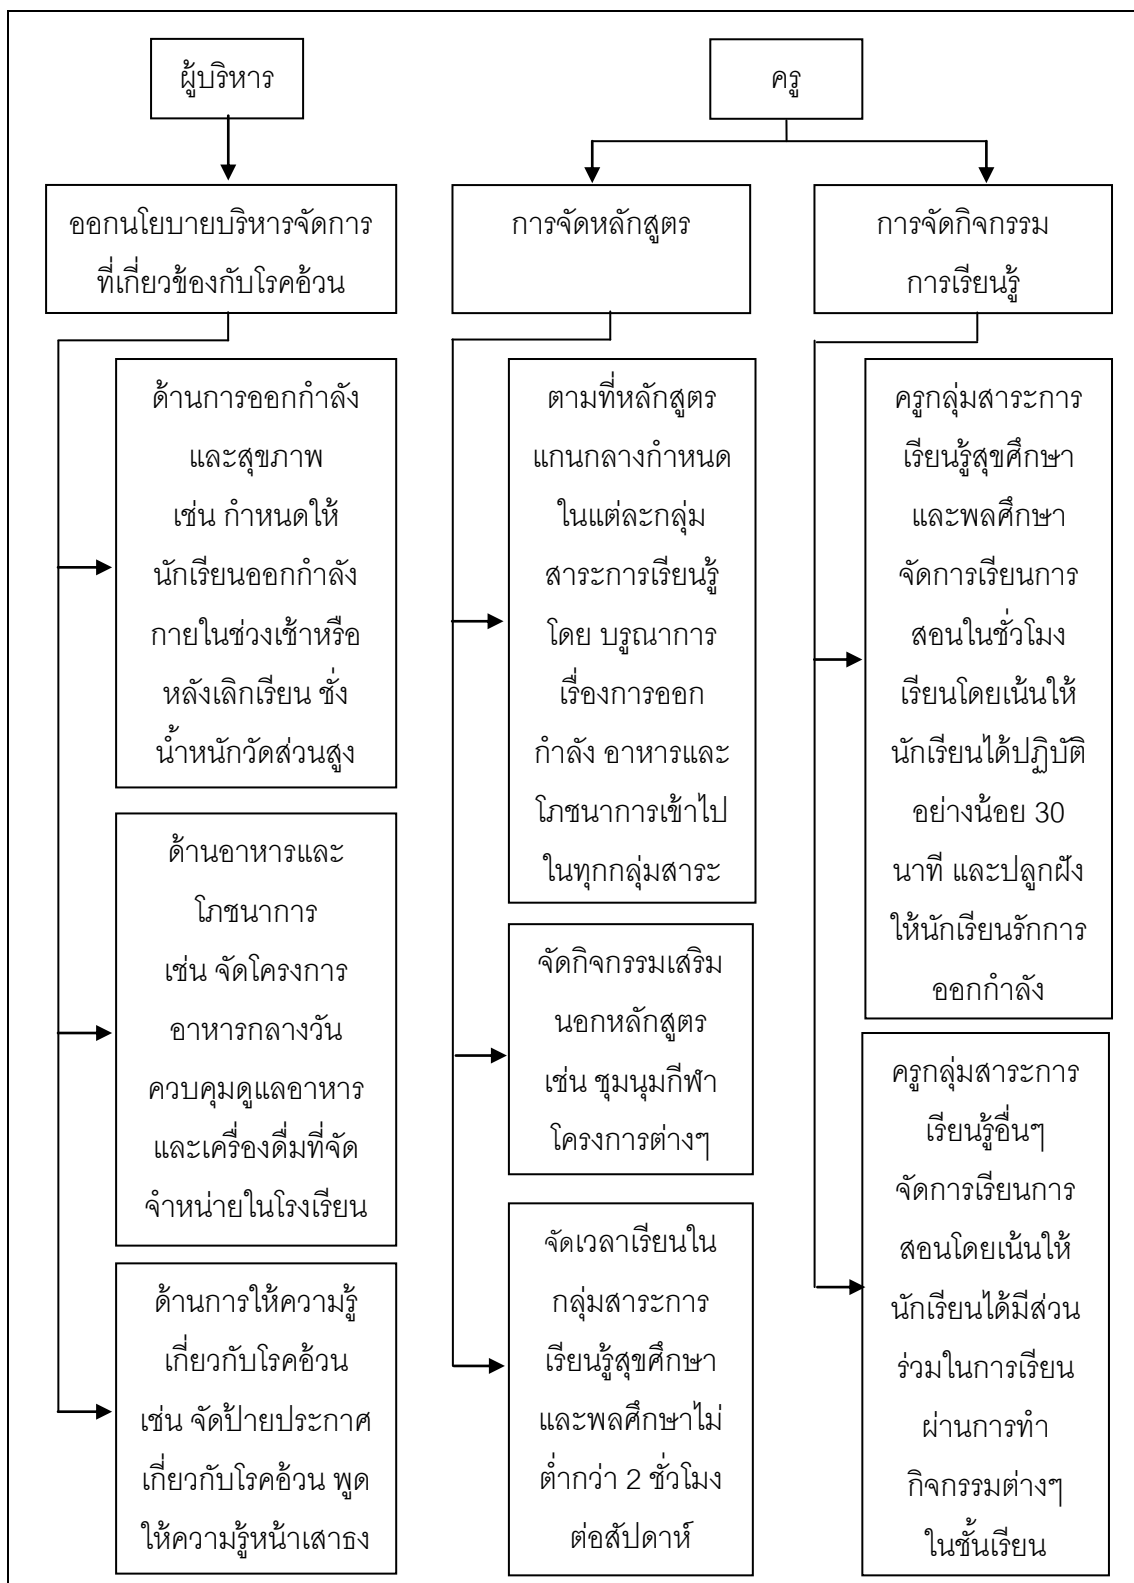 ผู้บริหาร
ครู
ออกนโยบายบริหารจัดการ
ที่เกี่ยวข้องกับโรคอ้วน
การจัดหลักสูตร
การจัดกิจกรรม
การเรียนรู้
ด้านการออกกำลัง
และสุขภาพ
เช่น กำหนดให้
นักเรียนออกกำลัง
กายในช่วงเช้าหรือ
หลังเลิกเรียน ชั่ง
น้ำหนักวัดส่วนสูง
ด้านอาหารและ
โภชนาการ
เช่น จัดโครงการ
อาหารกลางวัน
ควบคุมดูแลอาหาร
และเครื่องดื่มที่จัด
จำหน่ายในโรงเรียน
ด้านการให้ความรู้
เกี่ยวกับโรคอ้วน
เช่น จัดป้ายประกาศ
เกี่ยวกับโรคอ้วน พูด
ให้ความรู้หน้าเสาธง
ตามที่หลักสูตร
แกนกลางกำหนด
ในแต่ละกลุ่ม
สาระการเรียนรู้
โดย บรูณาการ
เรื่องการออก
กำลัง อาหารและ
โภชนาการเข้าไป
ในทุกกลุ่มสาระ
จัดกิจกรรมเสริม
นอกหลักสูตร
เช่น ชุมนุมกีฬา
โครงการต่างๆ
จัดเวลาเรียนใน
กลุ่มสาระการ
เรียนรู้สุขศึกษา
และพลศึกษาไม่
ต่ำกว่า 2 ชั่วโมง
ต่อสัปดาห์
ครูกลุ่มสาระการ
เรียนรู้สุขศึกษา
และพลศึกษา
จัดการเรียนการ
สอนในชั่วโมง
เรียนโดยเน้นให้
นักเรียนได้ปฏิบัติ
อย่างน้อย 30
นาที และปลูกฝัง
ให้นักเรียนรักการ
ออกกำลัง
ครูกลุ่มสาระการ
เรียนรู้อื่นๆ
จัดการเรียนการ
สอนโดยเน้นให้
นักเรียนได้มีส่วน
ร่วมในการเรียน
ผ่านการทำ
กิจกรรมต่างๆ
ในชั้นเรียน